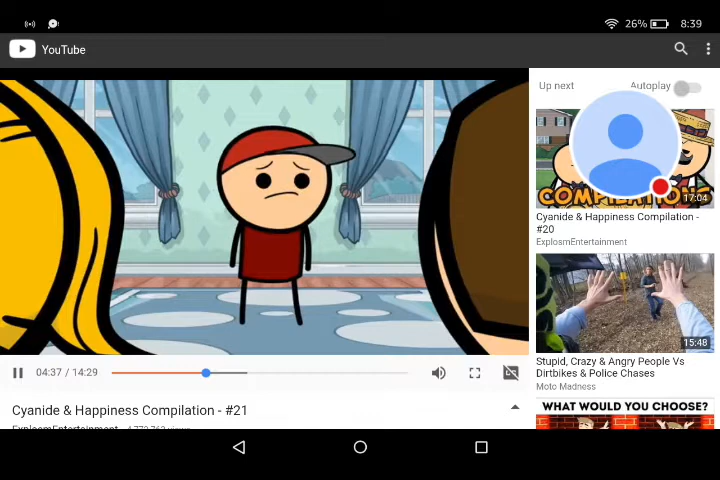 26% 8:39
YouTube
Up next Autoplay
COMPILATIONS
17:04
Cyanide & Happiness Compilation -
#20
ExplosmEntertainment
15:48
Stupid, Crazy & Angry People Vs
Dirtbikes & Police Chases
Moto Madness
WHAT WOULD YOU CHOOSE?
04:37 / 14:29
Cyanide & Happiness Compilation - #21
ExplosmEntertainment